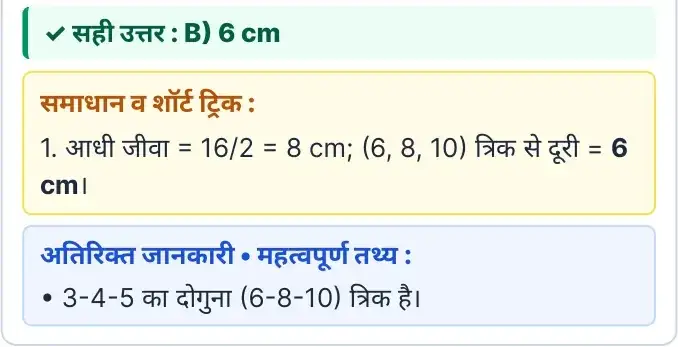 ✓ सही उत्तर : B) 6 cm
समाधान व शॉर्ट ट्रिक :
1. आधी जीवा = 16/2 = 8 cm; (6, 8, 10) त्रिक से दूरी = 6
cm।
अतिरिक्त जानकारी • महत्वपूर्ण तथ्य :
• 3-4-5 का दोगुना (6-8-10) त्रिक है।